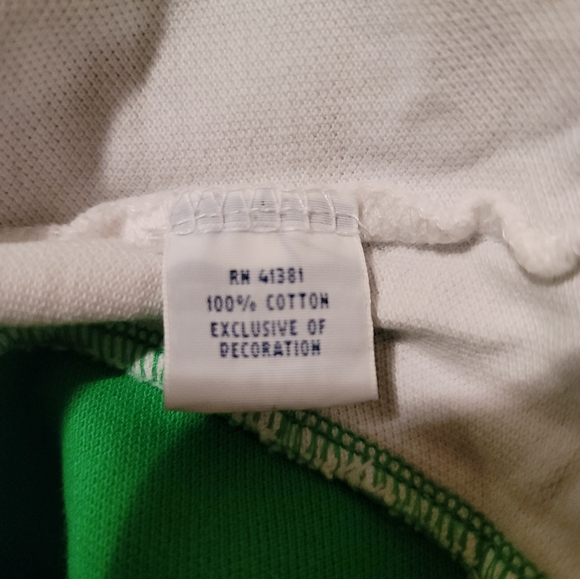 RN 41381
100% COTTON
EXCLUSIVE OF
DECORATION